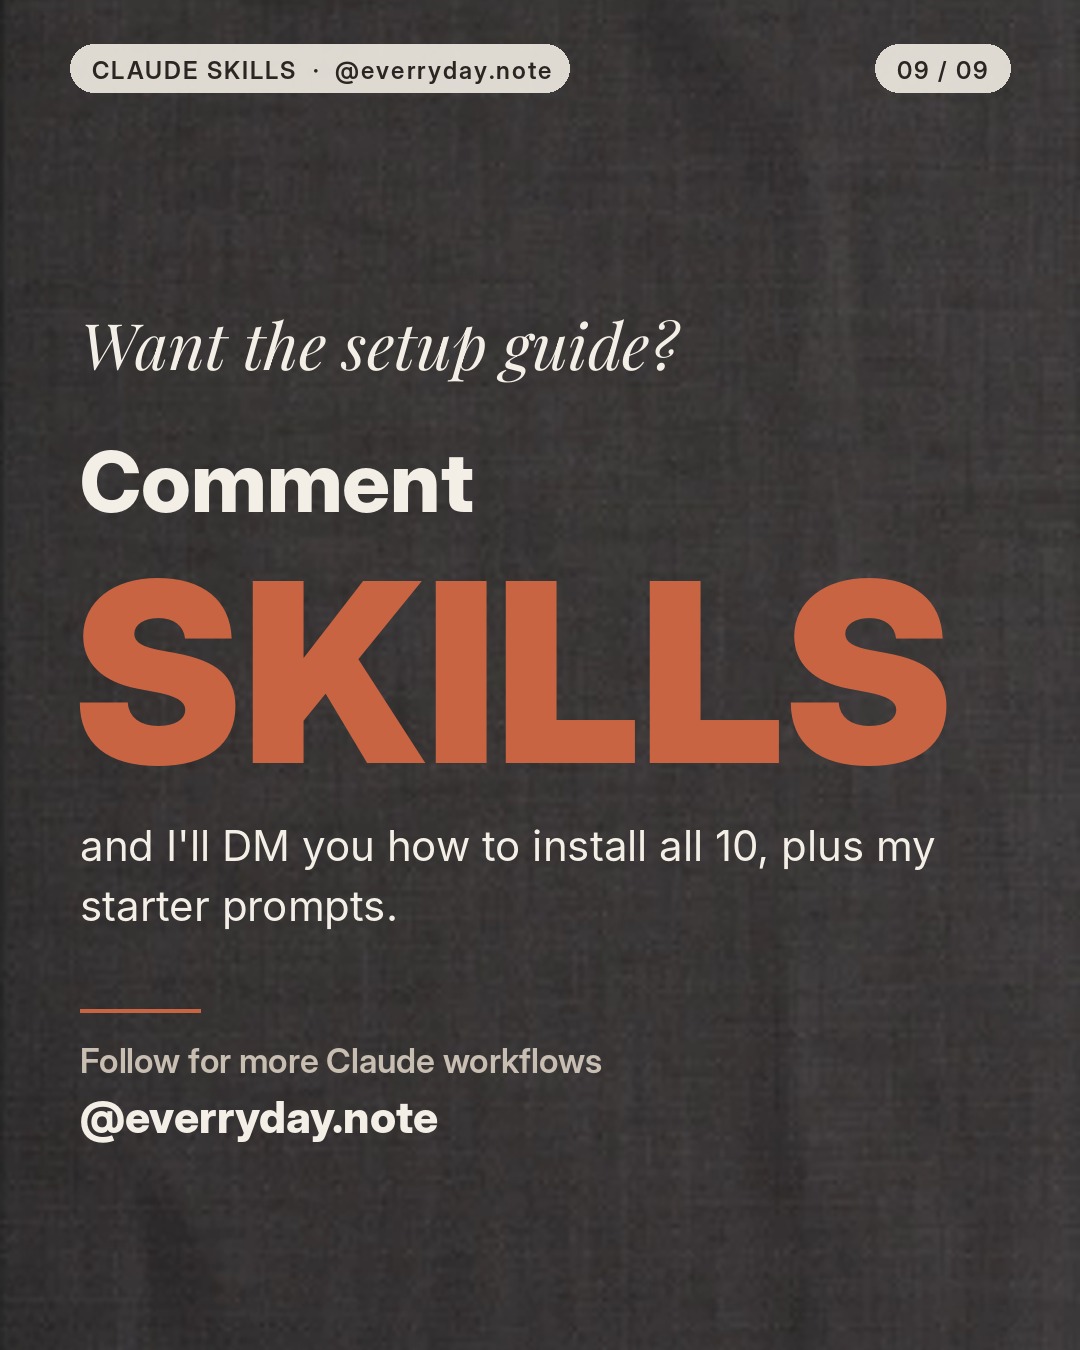 CLAUDE SKILLS · @everryday.note
09 / 09
Want the setup guide?
Comment
SKILLS
and I'll DM you how to install all 10, plus my
starter prompts.
Follow for more Claude workflows
@everryday.note